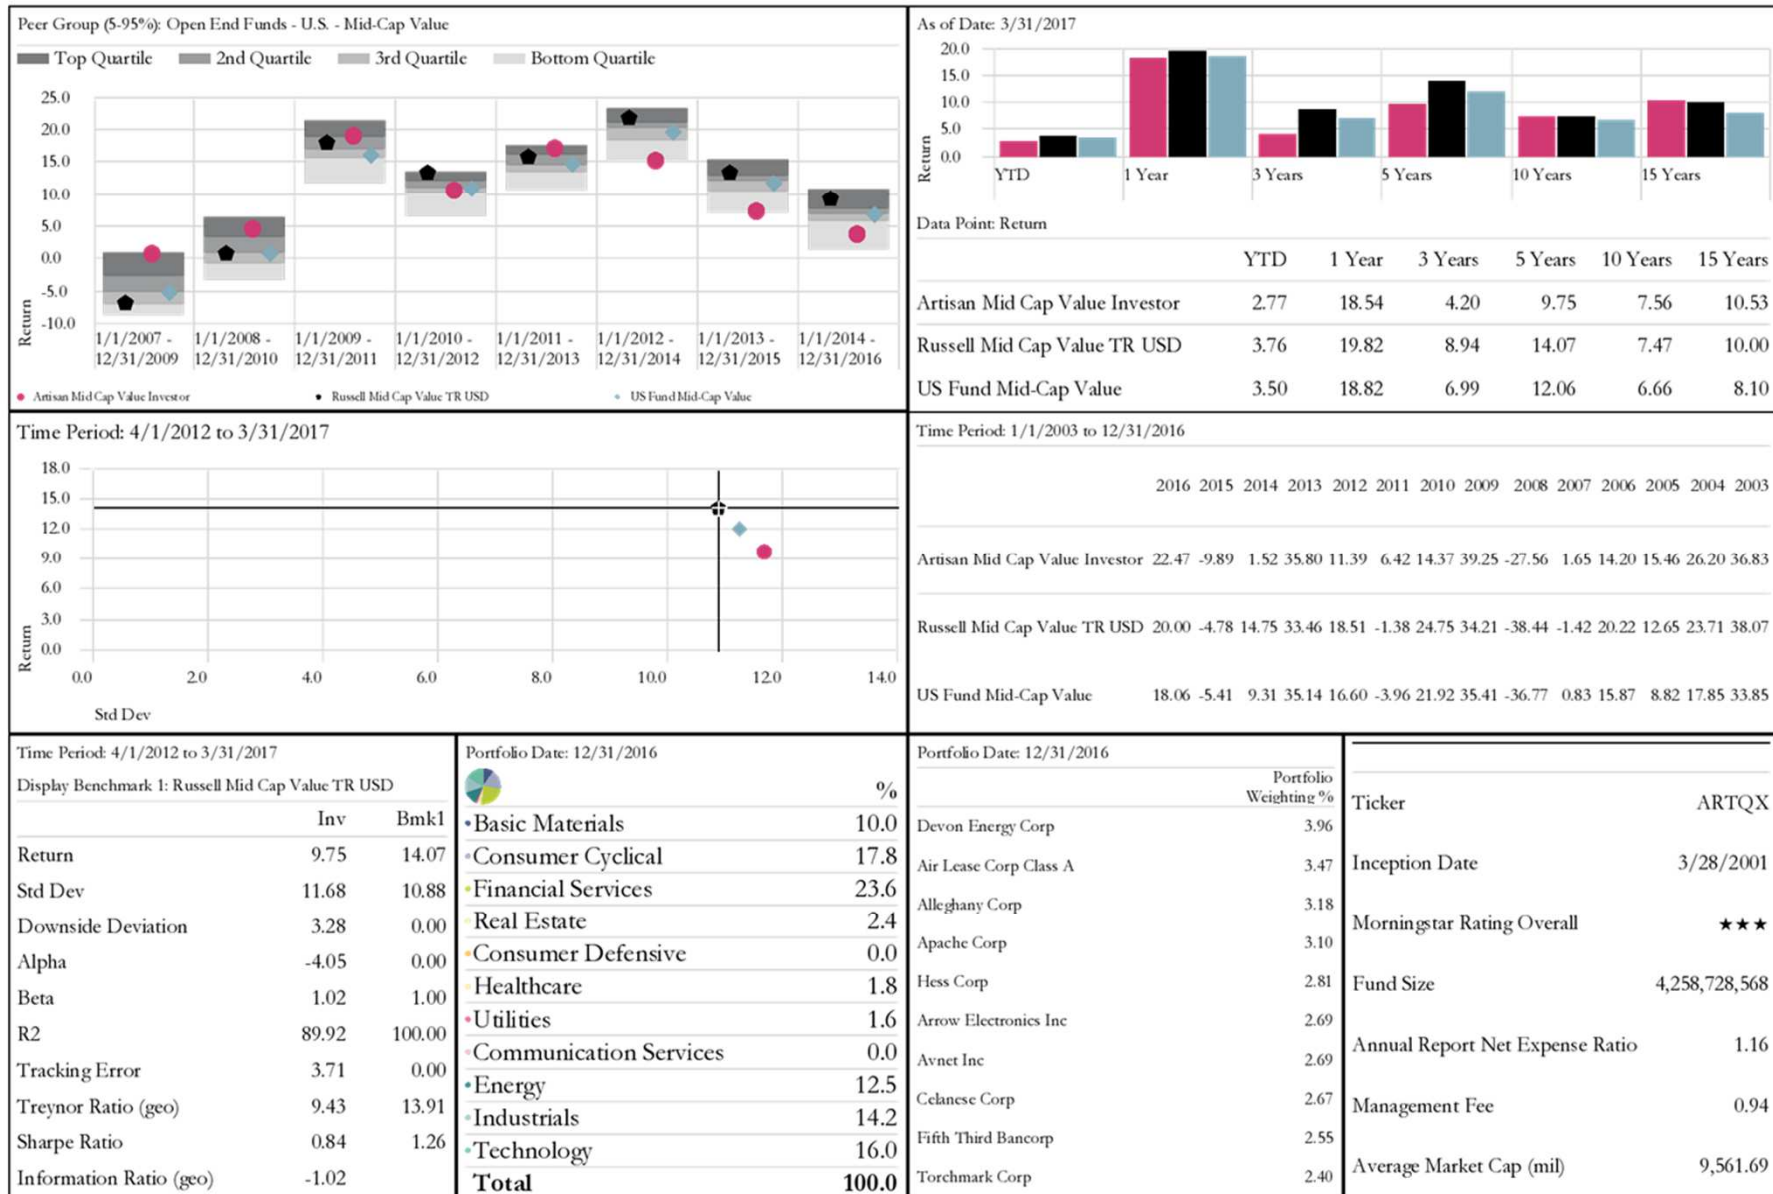 Peer Group (5-95%): Open End Funds - U.S. - Mid-Cap Value
Top Quartile 2nd Quartile 3rd Quartile Bottom Quartile
25.0
20.0
15.0
10.0
5.0
0.0
-5.0
-10.0
Return
1/1/2007 - 12/31/2009
1/1/2008 - 12/31/2010
1/1/2009 - 12/31/2011
1/1/2010 - 12/31/2012
1/1/2011 - 12/31/2013
1/1/2012 - 12/31/2014
1/1/2013 - 12/31/2015
1/1/2014 - 12/31/2016
Artisan Mid Cap Value Investor Russell Mid Cap Value TR USD US Fund Mid-Cap Value
As of Date: 3/31/2017
20.0
15.0
10.0
5.0
0.0
Return
YTD 1 Year 3 Years 5 Years 10 Years 15 Years
Data Point: Return
YTD 1 Year 3 Years 5 Years 10 Years 15 Years
Artisan Mid Cap Value Investor 2.77 18.54 4.20 9.75 7.56 10.53
Russell Mid Cap Value TR USD 3.76 19.82 8.94 14.07 7.47 10.00
US Fund Mid-Cap Value 3.50 18.82 6.99 12.06 6.66 8.10
Time Period: 4/1/2012 to 3/31/2017
18.0
15.0
12.0
9.0
6.0
3.0
0.0
Return
0.0 2.0 4.0 6.0 8.0 10.0 12.0 14.0
Std Dev
Time Period: 1/1/2003 to 12/31/2016
2016 2015 2014 2013 2012 2011 2010 2009 2008 2007 2006 2005 2004 2003
Artisan Mid Cap Value Investor 22.47 -9.89 1.52 35.80 11.39 6.42 14.37 39.25 -27.56 1.65 14.20 15.46 26.20 36.83
Russell Mid Cap Value TR USD 20.00 -4.78 14.75 33.46 18.51 -1.38 24.75 34.21 -38.44 -1.42 20.22 12.65 23.71 38.07
US Fund Mid-Cap Value 18.06 -5.41 9.31 35.14 16.60 -3.96 21.92 35.41 -36.77 0.83 15.87 8.82 17.85 33.85
Time Period: 4/1/2012 to 3/31/2017
Display Benchmark 1: Russell Mid Cap Value TR USD
Inv Bmk1
Return 9.75 14.07
Std Dev 11.68 10.88
Downside Deviation 3.28 0.00
Alpha -4.05 0.00
Beta 1.02 1.00
R2 89.92 100.00
Tracking Error 3.71 0.00
Treynor Ratio (geo) 9.43 13.91
Sharpe Ratio 0.84 1.26
Information Ratio (geo) -1.02
Portfolio Date: 12/31/2016
%
Basic Materials 10.0
Consumer Cyclical 17.8
Financial Services 23.6
Real Estate 2.4
Consumer Defensive 0.0
Healthcare 1.8
Utilities 1.6
Communication Services 0.0
Energy 12.5
Industrials 14.2
Technology 16.0
Total 100.0
Portfolio Date: 12/31/2016
Portfolio
Weighting %
Devon Energy Corp 3.96
Air Lease Corp Class A 3.47
Alleghany Corp 3.18
Apache Corp 3.10
Hess Corp 2.81
Arrow Electronics Inc 2.69
Avnet Inc 2.69
Celanese Corp 2.67
Fifth Third Bancorp 2.55
Torchmark Corp 2.40
Ticker ARTQX
Inception Date 3/28/2001
Morningstar Rating Overall ★★★
Fund Size 4,258,728,568
Annual Report Net Expense Ratio 1.16
Management Fee 0.94
Average Market Cap (mil) 9,561.69